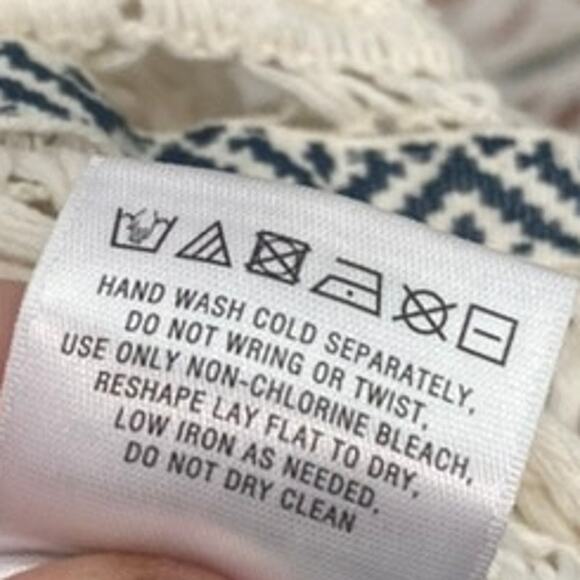 HAND WASH COLD SEPARATELY,
DO NOT WRING OR TWIST,
USE ONLY NON-CHLORINE BLEACH,
RESHAPE LAY FLAT TO DRY,
LOW IRON AS NEEDED,
DO NOT DRY CLEAN